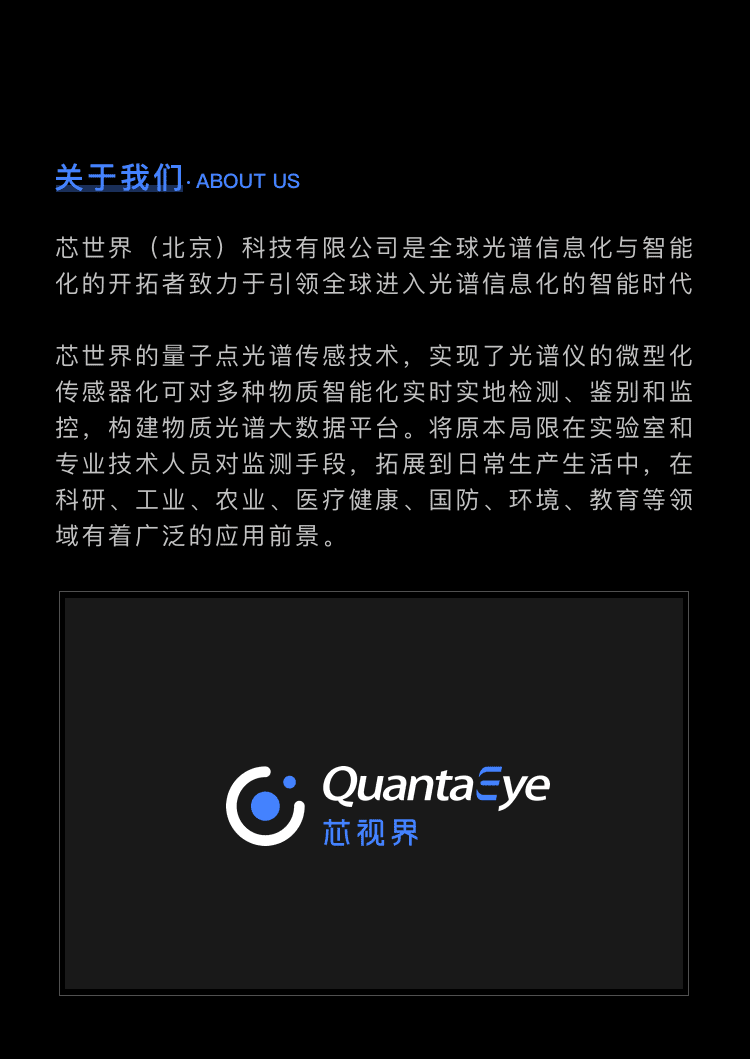 关于我们·ABOUT US
芯世界（北京）科技有限公司是全球光谱信息化与智能
化的开拓者致力于引领全球进入光谱信息化的智能时代
芯世界的量子点光谱传感技术，实现了光谱仪的微型化
传感器化可对多种物质智能化实时实地检测、鉴别和监
控，构建物质光谱大数据平台。将原本局限在实验室和
专业技术人员对监测手段，拓展到日常生产生活中，在
科研、工业、农业、医疗健康、国防、环境、教育等领
域有着广泛的应用前景。
QuantaEye
芯视界